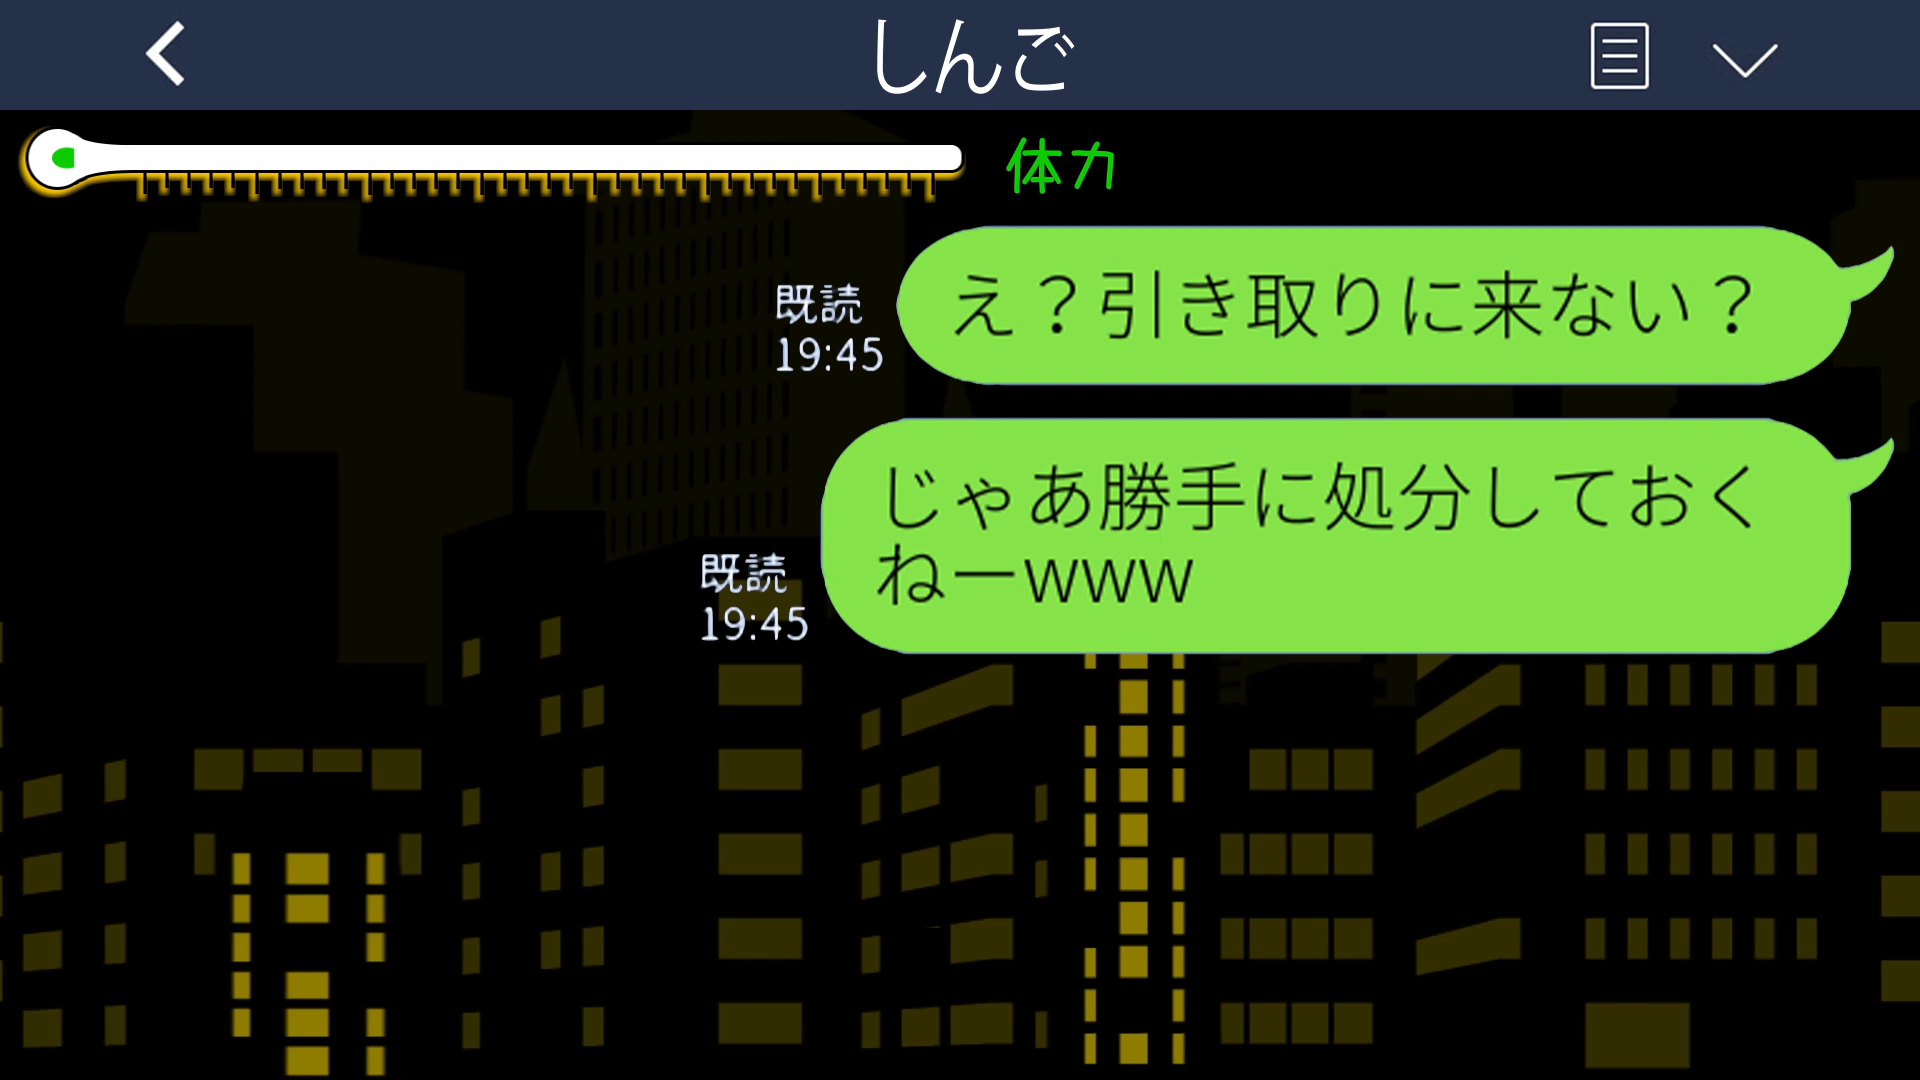 しんご
体力
え？引き取りに来ない？
既読
19:45
じゃあ勝手に処分しておく
ねーwww
既読
19:45